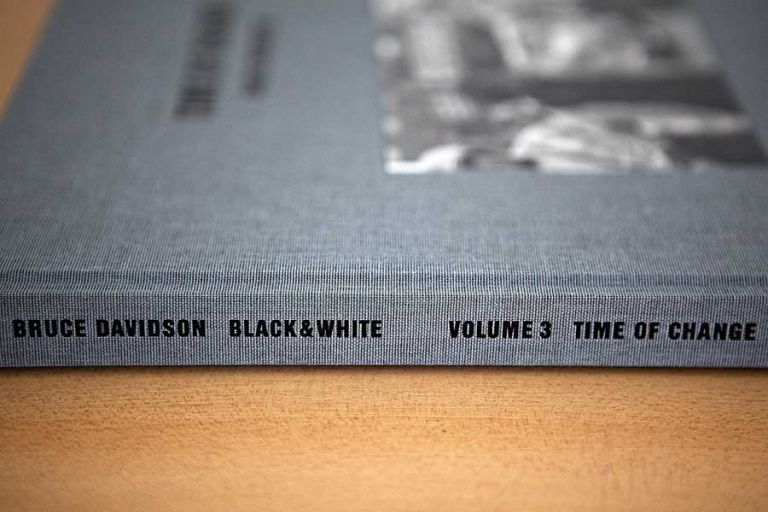 BRUCE DAVIDSON BLACK&WHITE VOLUME 3 TIME OF CHANGE